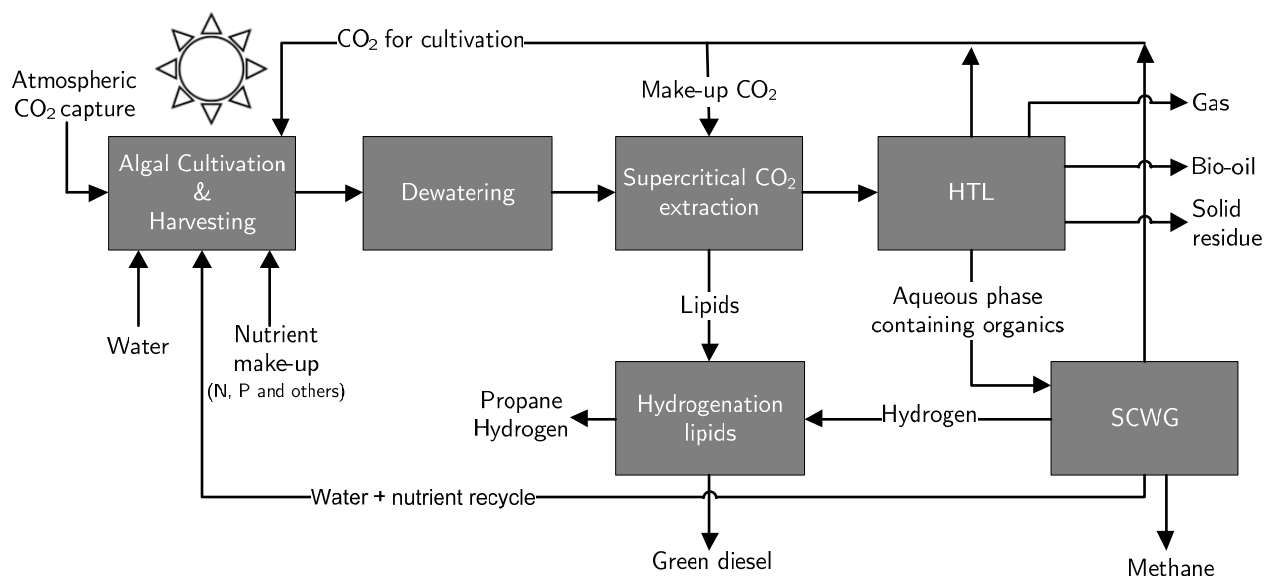 CO₂ for cultivation
Atmospheric
CO₂ capture
Make-up CO₂
Gas
Algal Cultivation
&
Harvesting
Dewatering
Supercritical CO₂
extraction
HTL
Bio-oil
Solid
residue
Lipids
Aqueous phase
containing organics
Water
Nutrient
make-up
(N, P and others)
Propane
Hydrogen
Hydrogenation
lipids
Hydrogen
SCWG
Water + nutrient recycle
Green diesel
Methane